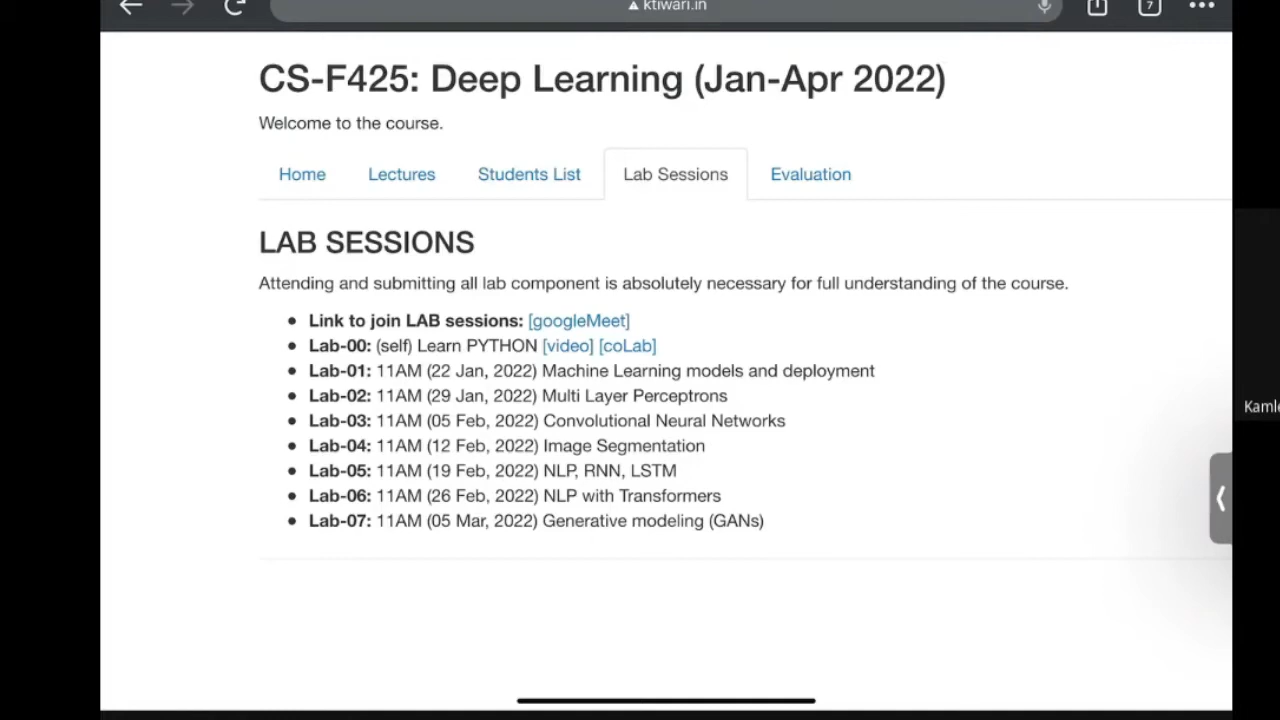 ktiwari.in
7
CS-F425: Deep Learning (Jan-Apr 2022)
Welcome to the course.
Home Lectures Students List Lab Sessions Evaluation
LAB SESSIONS
Attending and submitting all lab component is absolutely necessary for full understanding of the course.
Link to join LAB sessions: [googleMeet]
Lab-00: (self) Learn PYTHON [video] [coLab]
Lab-01: 11AM (22 Jan, 2022) Machine Learning models and deployment
Lab-02: 11AM (29 Jan, 2022) Multi Layer Perceptrons
Lab-03: 11AM (05 Feb, 2022) Convolutional Neural Networks
Lab-04: 11AM (12 Feb, 2022) Image Segmentation
Lab-05: 11AM (19 Feb, 2022) NLP, RNN, LSTM
Lab-06: 11AM (26 Feb, 2022) NLP with Transformers
Lab-07: 11AM (05 Mar, 2022) Generative modeling (GANs)